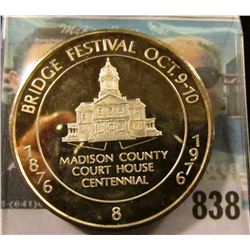 BRIDGE FESTIVAL OCT. 9-10
1876
1976
MADISON COUNTY
COURT HOUSE
CENTENNIAL
8
838